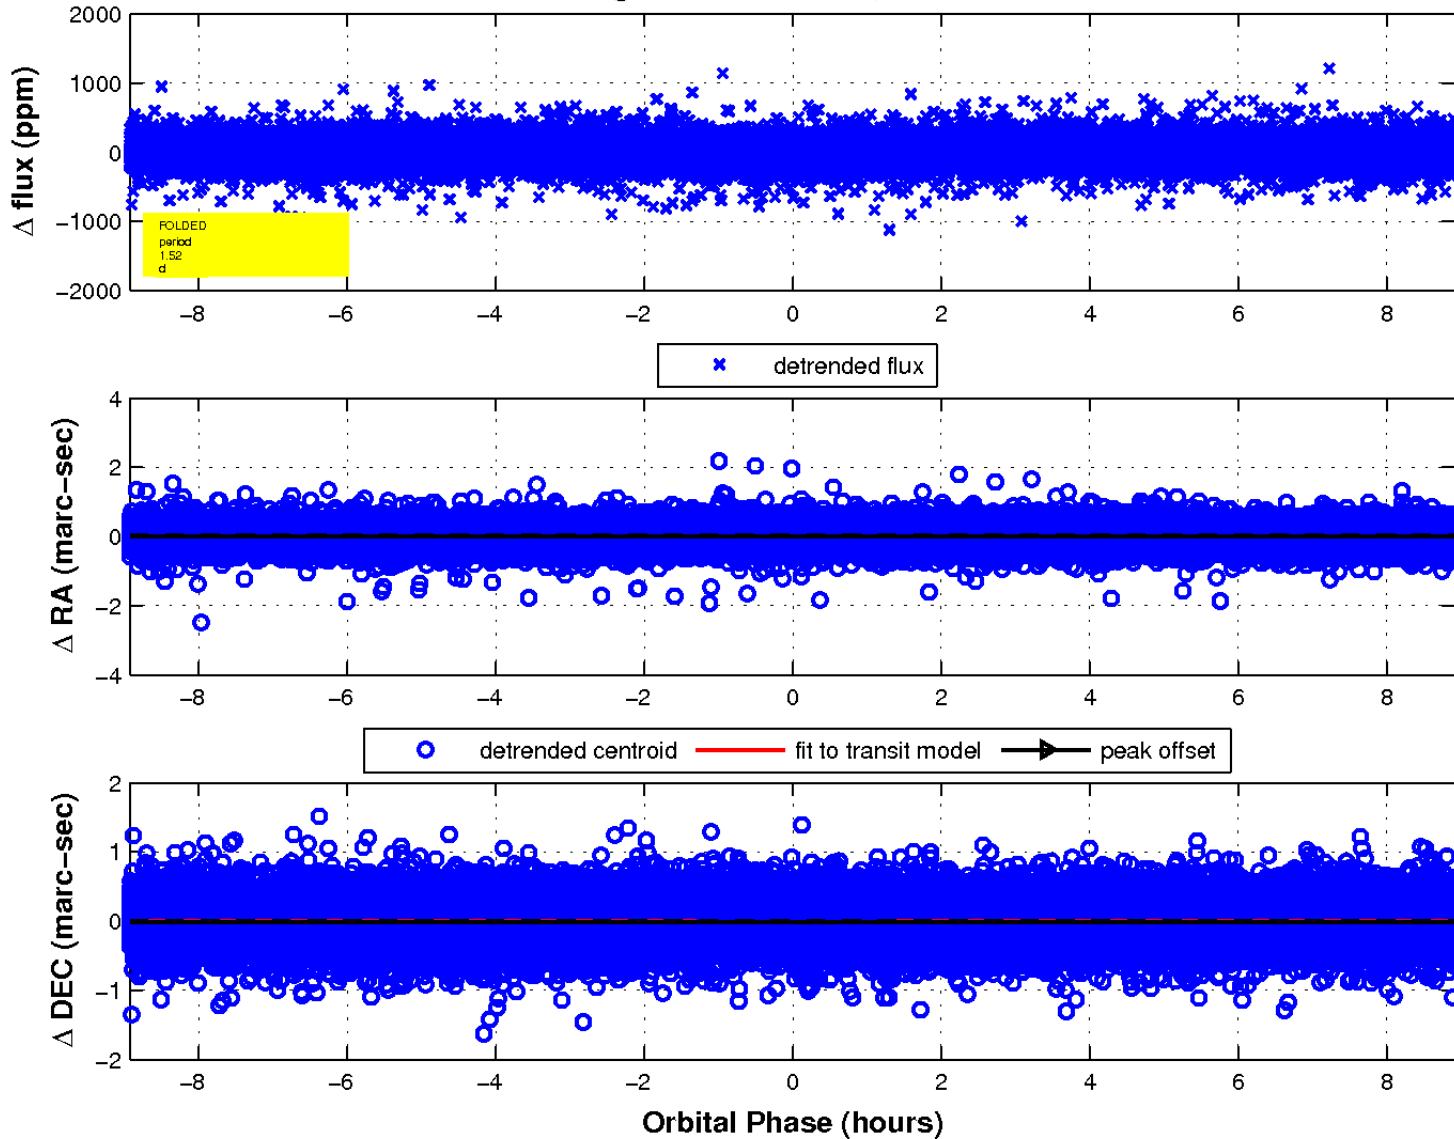 2000
1000
0
−1000
−2000
Δ flux (ppm)
FOLDED
period
1.52
d
−8 −6 −4 −2 0 2 4 6 8
detrended flux
4
2
0
−2
−4
Δ RA (marc−sec)
−8 −6 −4 −2 0 2 4 6 8
detrended centroid fit to transit model peak offset
2
1
0
−1
−2
Δ DEC (marc−sec)
−8 −6 −4 −2 0 2 4 6 8
Orbital Phase (hours)